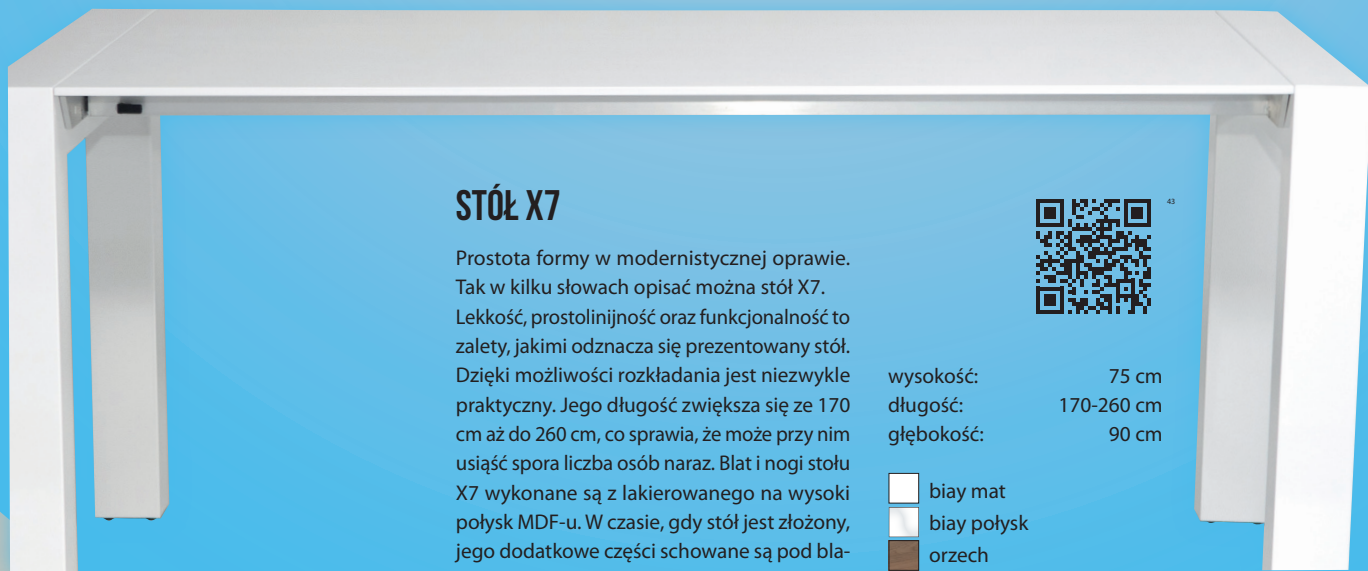 STÓŁ X7
Prostota formy w modernistycznej oprawie.
Tak w kilku słowach opisać można stół X7.
Lekkość, prostolinijność oraz funkcjonalność to
zalety, jakimi odznacza się prezentowany stół.
Dzięki możliwości rozkładania jest niezwykle
praktyczny. Jego długość zwiększa się ze 170
cm aż do 260 cm, co sprawia, że może przy nim
usiąść spora liczba osób naraz. Blat i nogi stołu
X7 wykonane są z lakierowanego na wysoki
połysk MDF-u. W czasie, gdy stół jest złożony,
jego dodatkowe części schowane są pod bla-
43
wysokość: 75 cm
długość: 170-260 cm
głębokość: 90 cm
biay mat
biay połysk
orzech